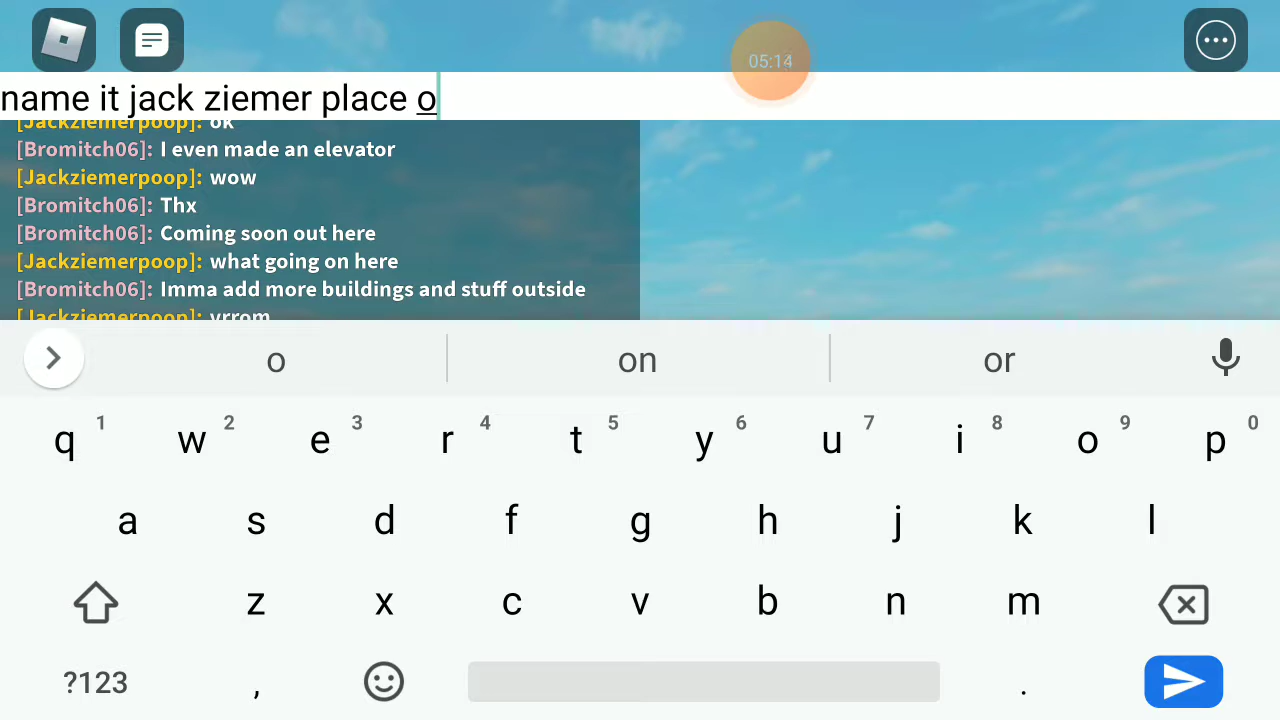 05:14
name it jack ziemer place o
[Jackziemerpoop]: ok
[Bromitch06]: I even made an elevator
[Jackziemerpoop]: wow
[Bromitch06]: Thx
[Bromitch06]: Coming soon out here
[Jackziemerpoop]: what going on here
[Bromitch06]: Imma add more buildings and stuff outside
[Jackziemerpoop]: vrrom
o on or
q 1 w 2 e 3 r 4 t 5 y 6 u 7 i 8 o 9 p 0
a s d f g h j k l
z x c v b n m
?123 , .